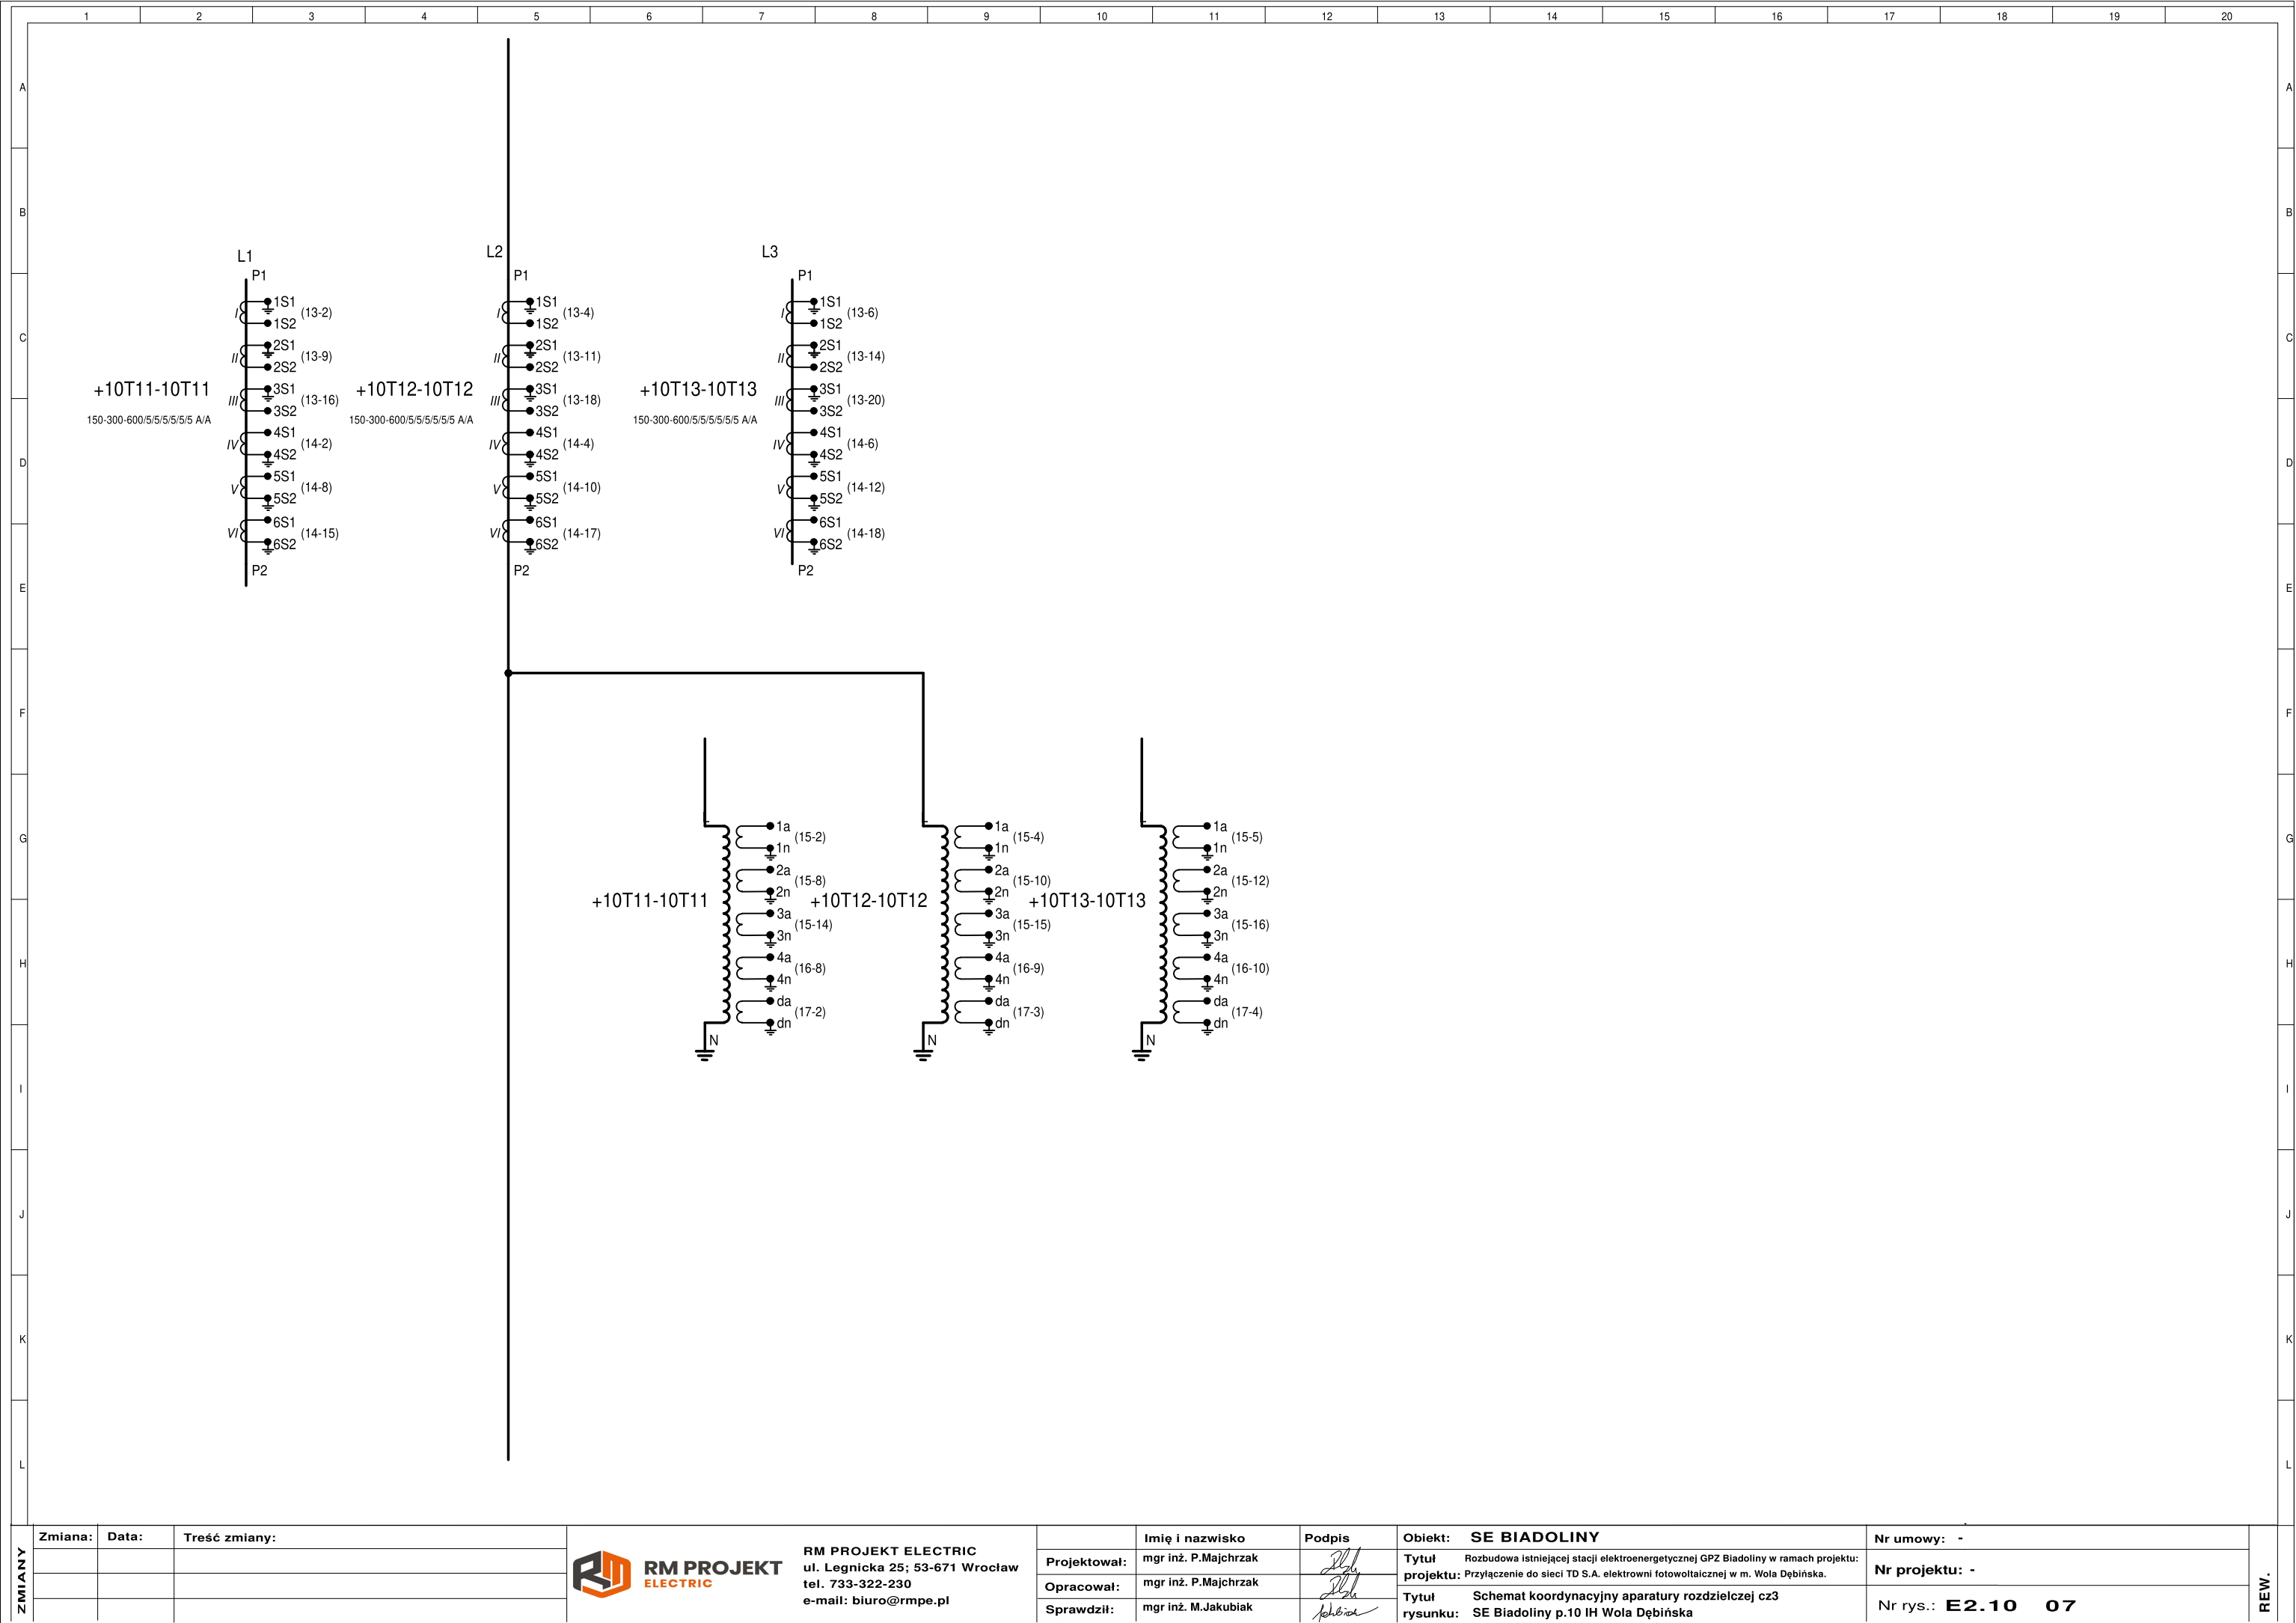 1 2 3 4 5 6 7 8 9 10 11 12 13 14 15 16 17 18 19 20
A A
B B
L1 L2 L3
P1 P1 P1
1S1 1S1 1S1
I (13-2) I (13-4) I (13-6)
1S2 1S2 1S2
C C
2S1 2S1 2S1
II (13-9) II (13-11) II (13-14)
2S2 2S2 2S2
+10T11-10T11 3S1 +10T12-10T12 3S1 +10T13-10T13 3S1
III (13-16) III (13-18) III (13-20)
3S2 3S2 3S2
150-300-600/5/5/5/5/5/5 A/A 150-300-600/5/5/5/5/5/5 A/A 150-300-600/5/5/5/5/5/5 A/A
4S1 4S1 4S1
IV (14-2) IV (14-4) IV (14-6)
4S2 4S2 4S2
D D
5S1 5S1 5S1
V (14-8) V (14-10) V (14-12)
5S2 5S2 5S2
6S1 6S1 6S1
VI (14-15) VI (14-17) VI (14-18)
6S2 6S2 6S2
P2 P2 P2
E E
F F
1a 1a 1a
G (15-2) (15-4) (15-5) G
1n 1n 1n
2a 2a 2a
(15-8) (15-10) (15-12)
2n 2n 2n
+10T11-10T11 +10T12-10T12 +10T13-10T13
3a 3a 3a
(15-14) (15-15) (15-16)
3n 3n 3n
4a 4a 4a
H (16-8) (16-9) (16-10) H
4n 4n 4n
da da da
(17-2) (17-3) (17-4)
dn dn dn
N N N
I I
J J
K K
L L
ZMIANY
Zmiana: Data: Treść zmiany:
RM PROJEKT
ELECTRIC
RM PROJEKT ELECTRIC
ul. Legnicka 25; 53-671 Wrocław
tel. 733-322-230
e-mail: biuro@rmpe.pl
Imię i nazwisko Podpis
Projektował: mgr inż. P.Majchrzak
Opracował: mgr inż. P.Majchrzak
Sprawdził: mgr inż. M.Jakubiak
Obiekt: SE BIADOLINY
Tytuł Rozbudowa istniejącej stacji elektroenergetycznej GPZ Biadoliny w ramach projektu:
projektu: Przyłączenie do sieci TD S.A. elektrowni fotowoltaicznej w m. Wola Dębińska.
Tytuł Schemat koordynacyjny aparatury rozdzielczej cz3
rysunku: SE Biadoliny p.10 IH Wola Dębińska
Nr umowy: -
Nr projektu: -
Nr rys.: E2.10 07
REW.